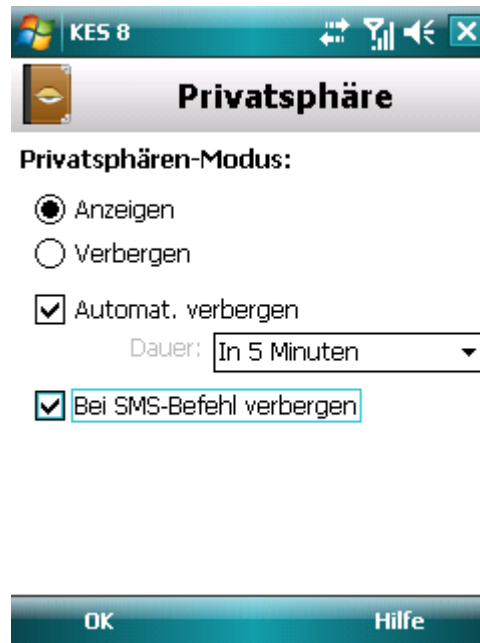 KES 8
Privatsphäre
Privatsphären-Modus:
Anzeigen
Verbergen
Automat. verbergen
Dauer: In 5 Minuten
Bei SMS-Befehl verbergen
OK Hilfe